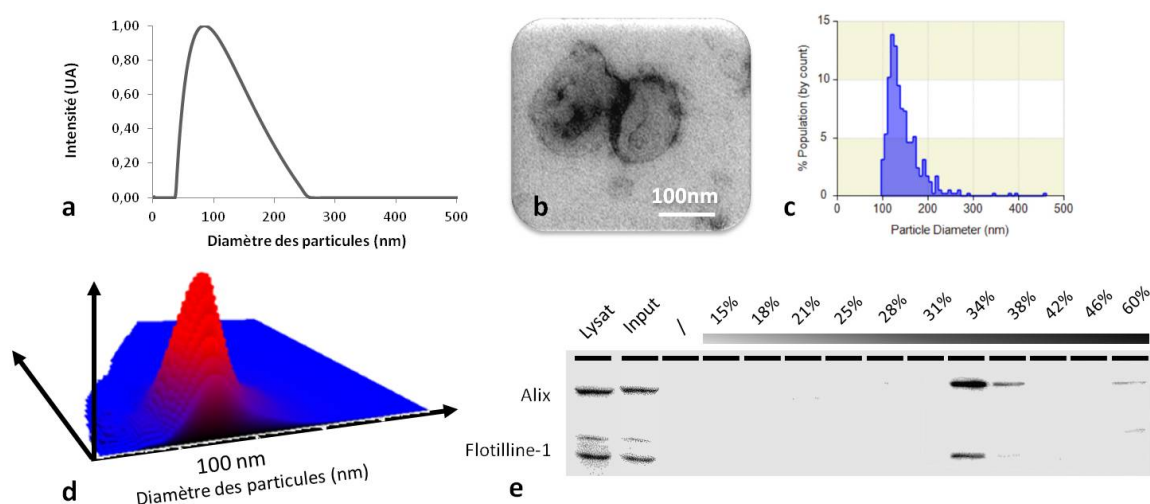 1,00
0,80
0,60
0,40
0,20
0,00
Intensité (UA)
0 100 200 300 400 500
Diamètre des particules (nm)
a
100nm
b
15
10
5
0
% Population (by count)
0 100 200 300 400 500
Particle Diameter (nm)
c
100 nm
Diamètre des particules (nm)
d
Lysat Input / 15% 18% 21% 25% 28% 31% 34% 38% 42% 46% 60%
Alix
Flotilline-1
e